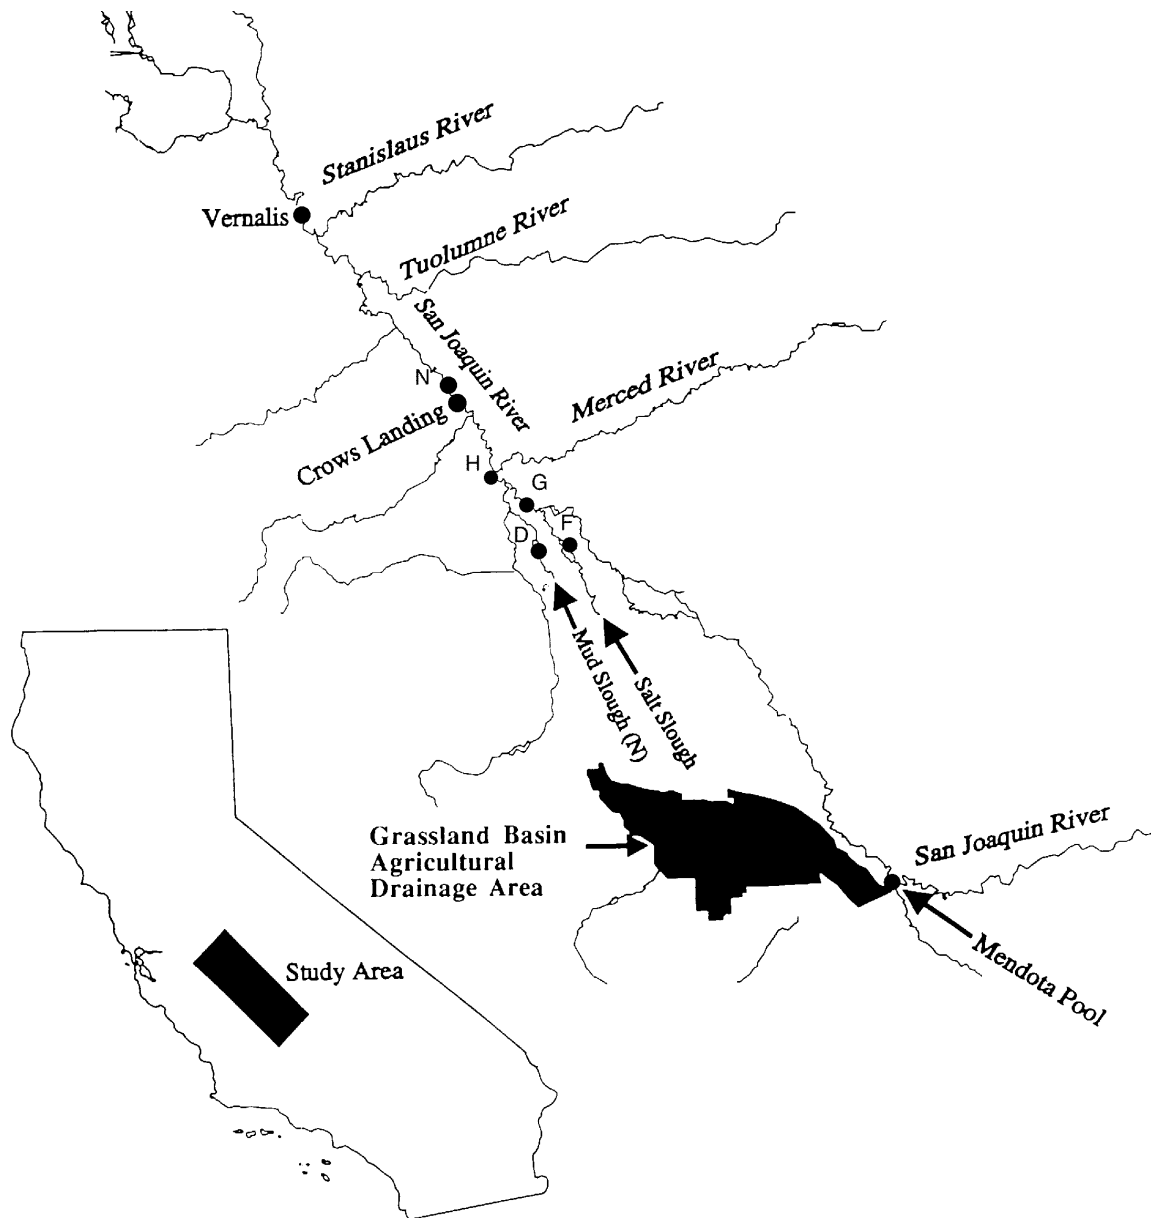 Stanislaus River
Vernalis
Tuolumne River
San Joaquin River
N
Merced River
Crows Landing
H
G
F
D
Mud Slough (N)
Salt Slough
Grassland Basin
Agricultural
Drainage Area
San Joaquin River
Study Area
Mendota Pool